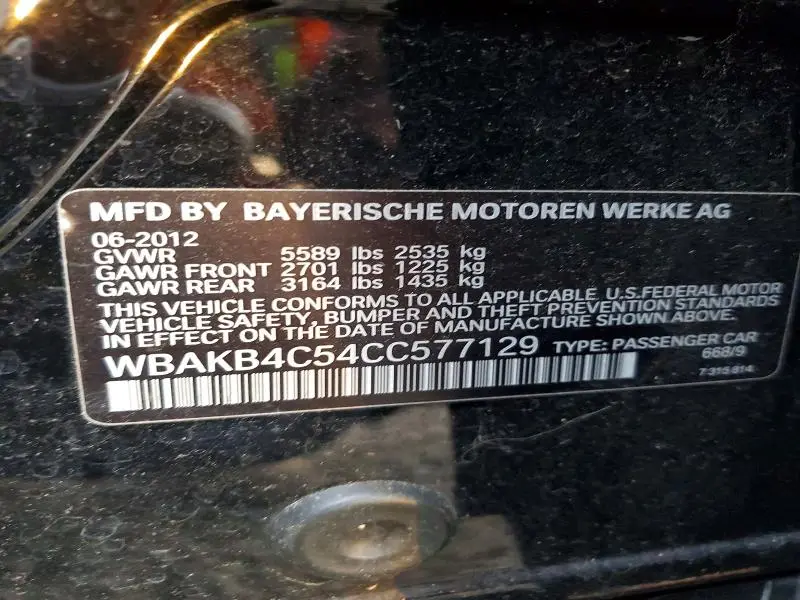 MFD BY BAYERISCHE MOTOREN WERKE AG
06-2012
GVWR 5589 lbs 2535 kg
GAWR FRONT 2701 lbs 1225 kg
GAWR REAR 3164 lbs 1435 kg
THIS VEHICLE CONFORMS TO ALL APPLICABLE U.S.FEDERAL MOTOR
VEHICLE SAFETY, BUMPER AND THEFT PREVENTION STANDARDS
IN EFFECT ON THE DATE OF MANUFACTURE SHOWN ABOVE.
WBAKB4C54CC577129 TYPE: PASSENGER CAR
668/9
7 315 814